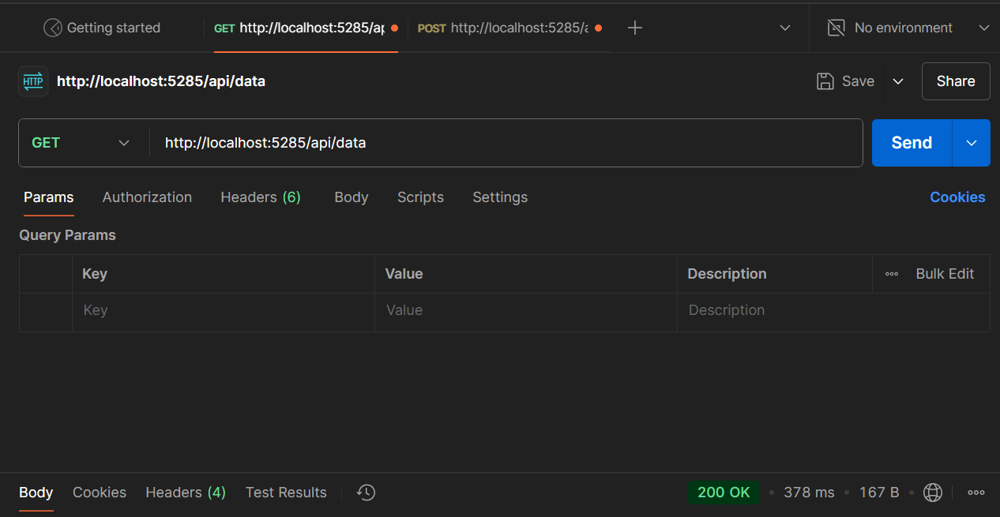 Getting started GET http://localhost:5285/ap POST http://localhost:5285/a No environment
HTTP http://localhost:5285/api/data Save Share
GET http://localhost:5285/api/data Send
Params Authorization Headers (6) Body Scripts Settings Cookies
Query Params
Key Value Description Bulk Edit
Key Value Description
Body Cookies Headers (4) Test Results 200 OK • 378 ms • 167 B •